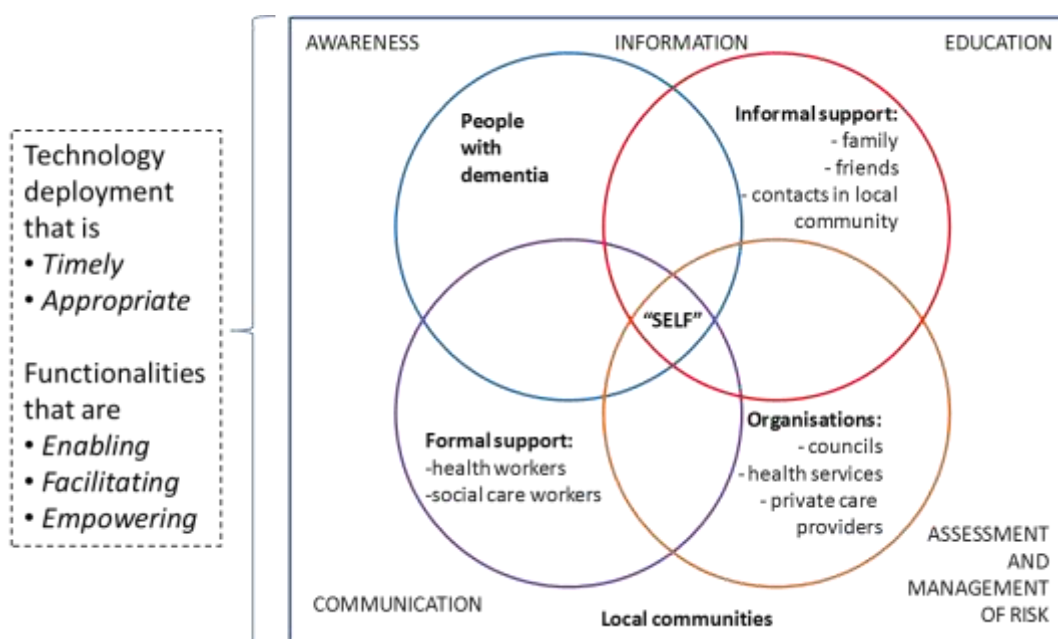 Technology
deployment
that is
• Timely
• Appropriate
Functionalities
that are
• Enabling
• Facilitating
• Empowering
AWARENESS
INFORMATION
EDUCATION
People
with
dementia
Informal support:
- family
- friends
- contacts in local
community
“SELF”
Formal support:
-health workers
-social care workers
Organisations:
- councils
- health services
- private care
providers
COMMUNICATION
Local communities
ASSESSMENT
AND
MANAGEMENT
OF RISK